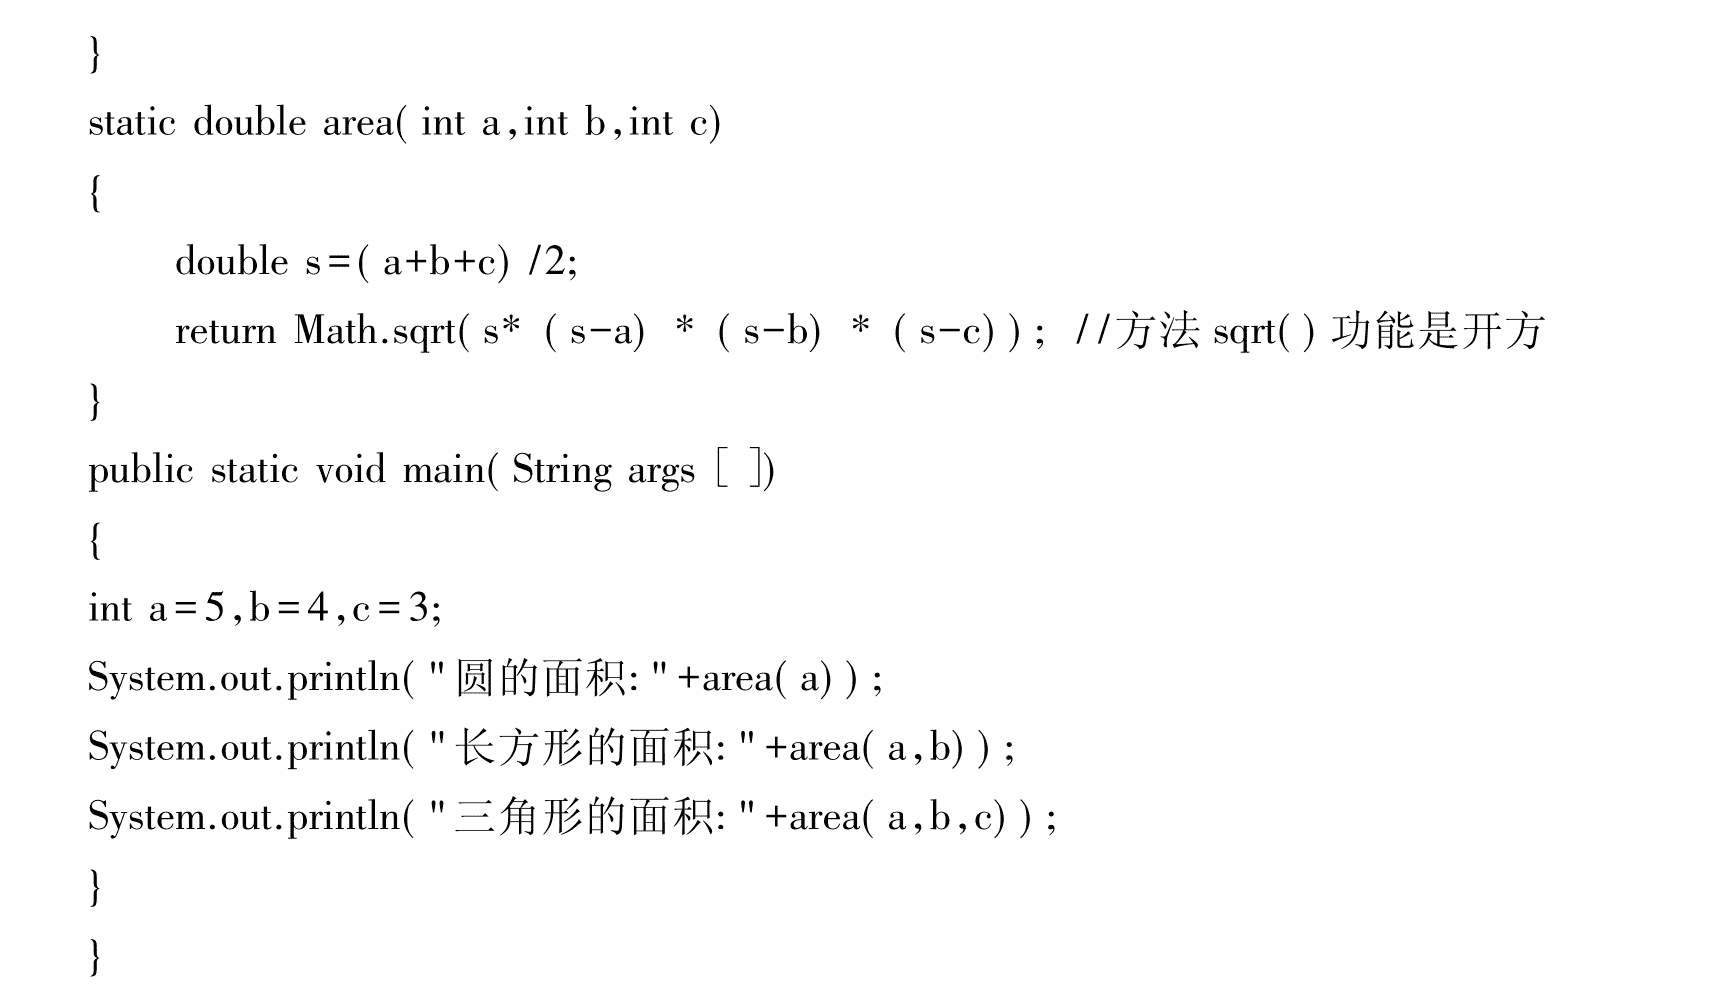 }
static double area( int a,int b,int c)
{
double s=( a+b+c) /2;
return Math.sqrt( s* ( s-a) * ( s-b) * ( s-c) ) ; //方法 sqrt( ) 功能是开方
}
public static void main( String args [ ])
{
int a=5,b=4,c=3;
System.out.println( "圆的面积:"+area( a) ) ;
System.out.println( "长方形的面积:"+area( a,b) ) ;
System.out.println( "三角形的面积:"+area( a,b,c) ) ;
}
}